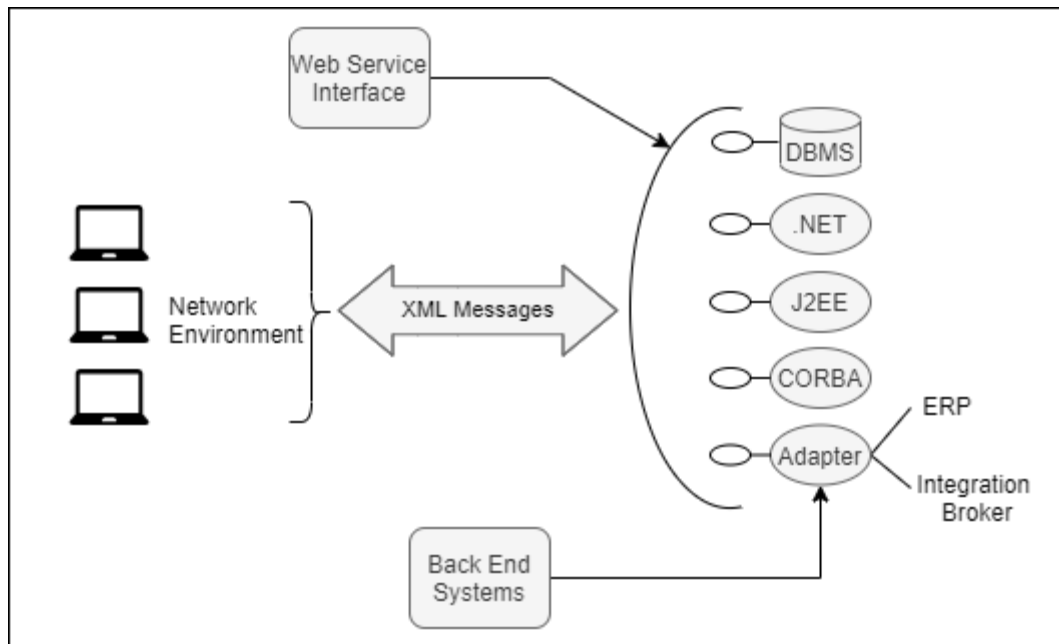 Web Service
Interface
DBMS
.NET
Network
Environment
XML Messages
J2EE
CORBA
Adapter
ERP
Integration
Broker
Back End
Systems